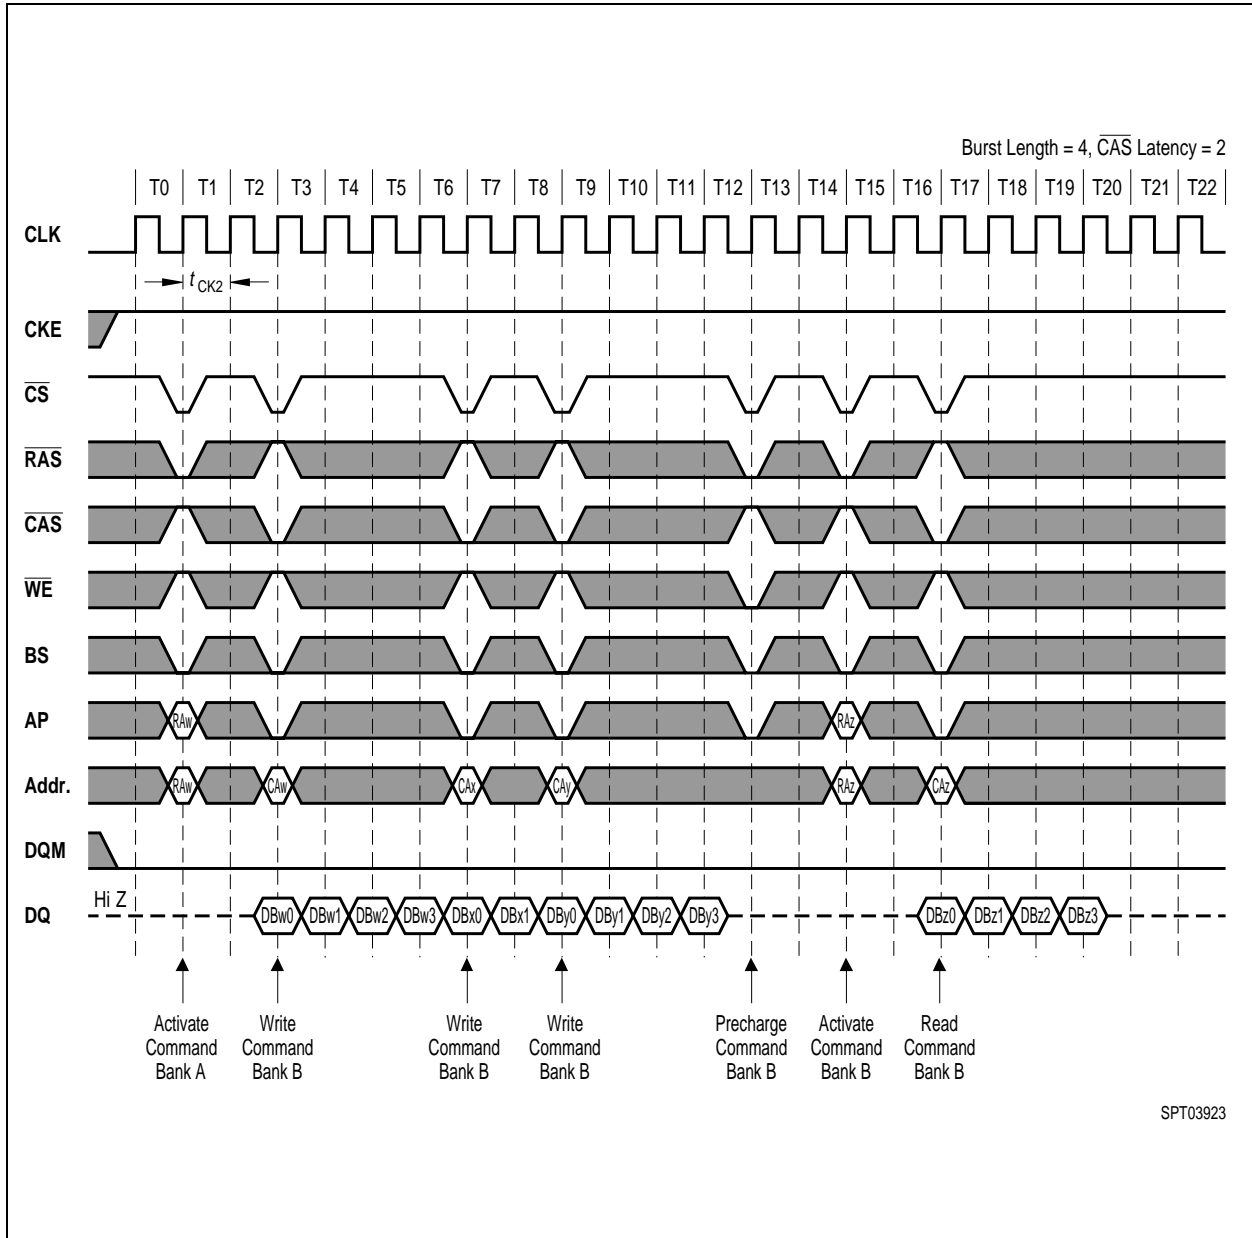 Burst Length = 4, CAS Latency = 2
T0 T1 T2 T3 T4 T5 T6 T7 T8 T9 T10 T11 T12 T13 T14 T15 T16 T17 T18 T19 T20 T21 T22
CLK
t CK2
CKE
CS
RAS
CAS
WE
BS
AP RAw RAz
Addr. RAw CAw CAx CAy RAz CAz
DQM
Hi Z
DQ DBw0 DBw1 DBw2 DBw3 DBx0 DBx1 DBy0 DBy1 DBy2 DBy3 DBz0 DBz1 DBz2 DBz3
Activate Command Bank A
Write Command Bank B
Write Command Bank B
Write Command Bank B
Precharge Command Bank B
Activate Command Bank B
Read Command Bank B
SPT03923